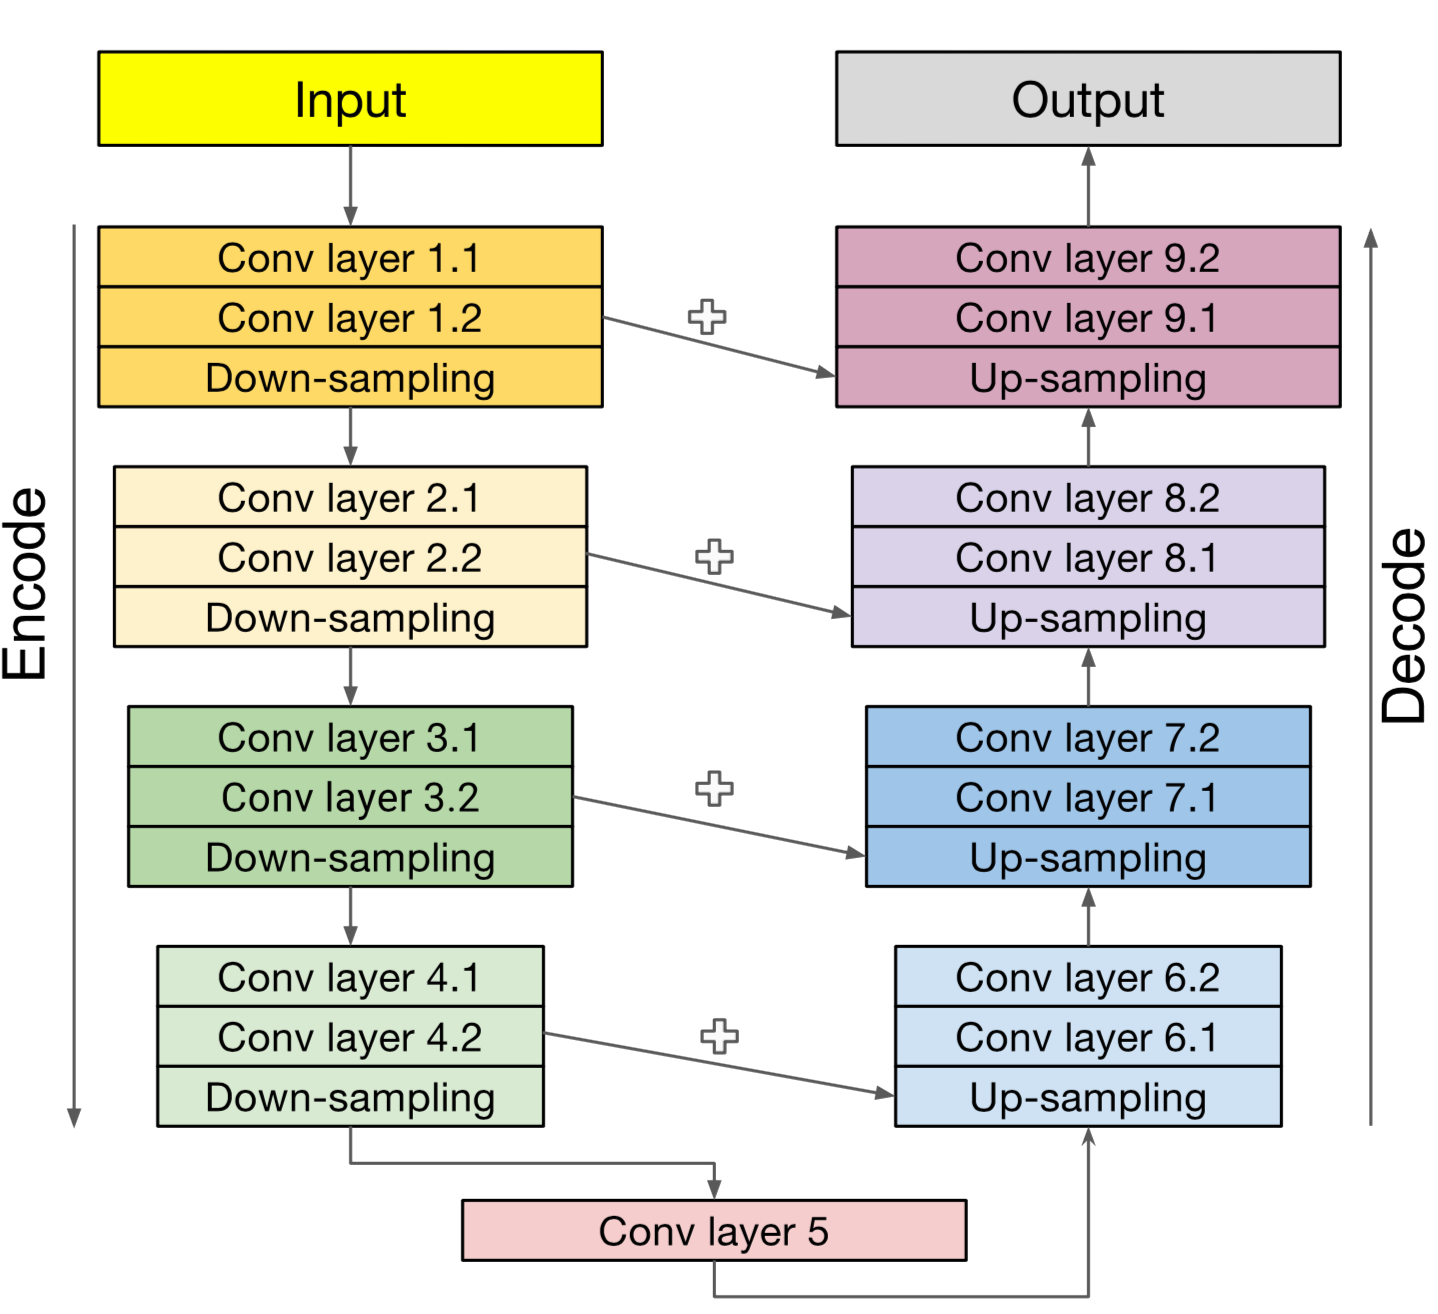 Input
Output
Encode
Conv layer 1.1
Conv layer 1.2
Down-sampling
Conv layer 2.1
Conv layer 2.2
Down-sampling
Conv layer 3.1
Conv layer 3.2
Down-sampling
Conv layer 4.1
Conv layer 4.2
Down-sampling
Conv layer 5
Conv layer 9.2
Conv layer 9.1
Up-sampling
Conv layer 8.2
Conv layer 8.1
Up-sampling
Conv layer 7.2
Conv layer 7.1
Up-sampling
Conv layer 6.2
Conv layer 6.1
Up-sampling
Decode